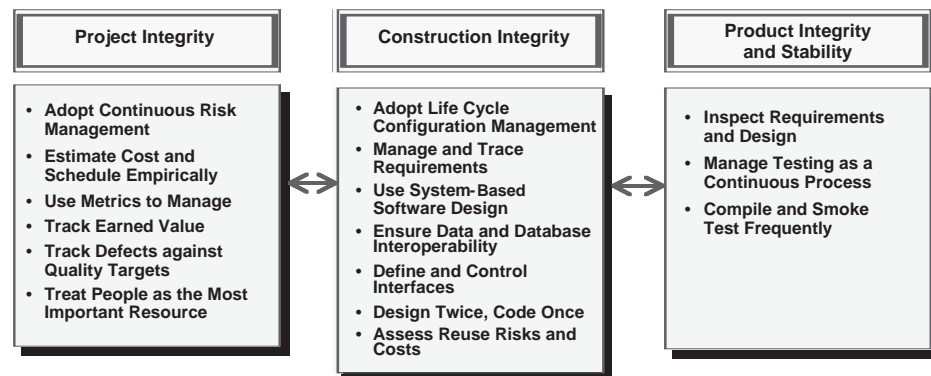 Project Integrity
• Adopt Continuous Risk
Management
• Estimate Cost and
Schedule Empirically
• Use Metrics to Manage
• Track Earned Value
• Track Defects against
Quality Targets
• Treat People as the Most
Important Resource
Construction Integrity
• Adopt Life Cycle
Configuration Management
• Manage and Trace
Requirements
• Use System-Based
Software Design
• Ensure Data and Database
Interoperability
• Define and Control
Interfaces
• Design Twice, Code Once
• Assess Reuse Risks and
Costs
Product Integrity
and Stability
• Inspect Requirements
and Design
• Manage Testing as a
Continuous Process
• Compile and Smoke
Test Frequently